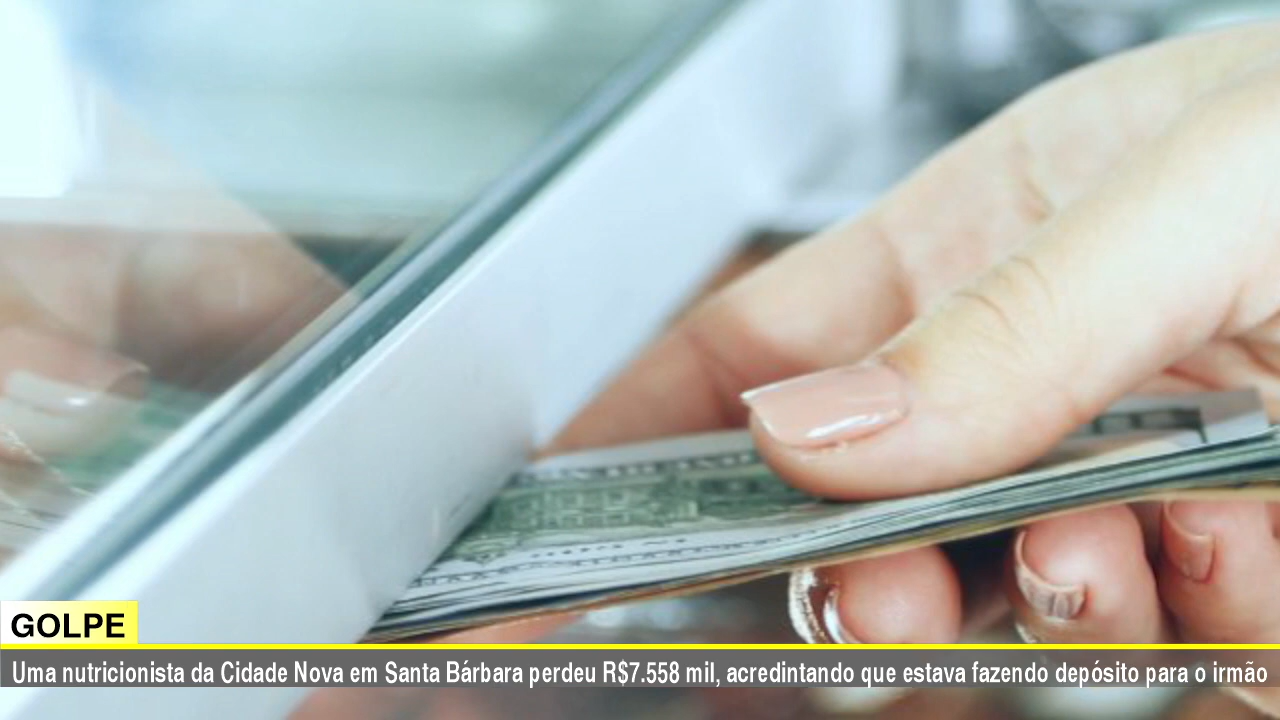 GOLPE
Uma nutricionista da Cidade Nova em Santa Bárbara perdeu R$7.558 mil, acredintando que estava fazendo depósito para o irmão